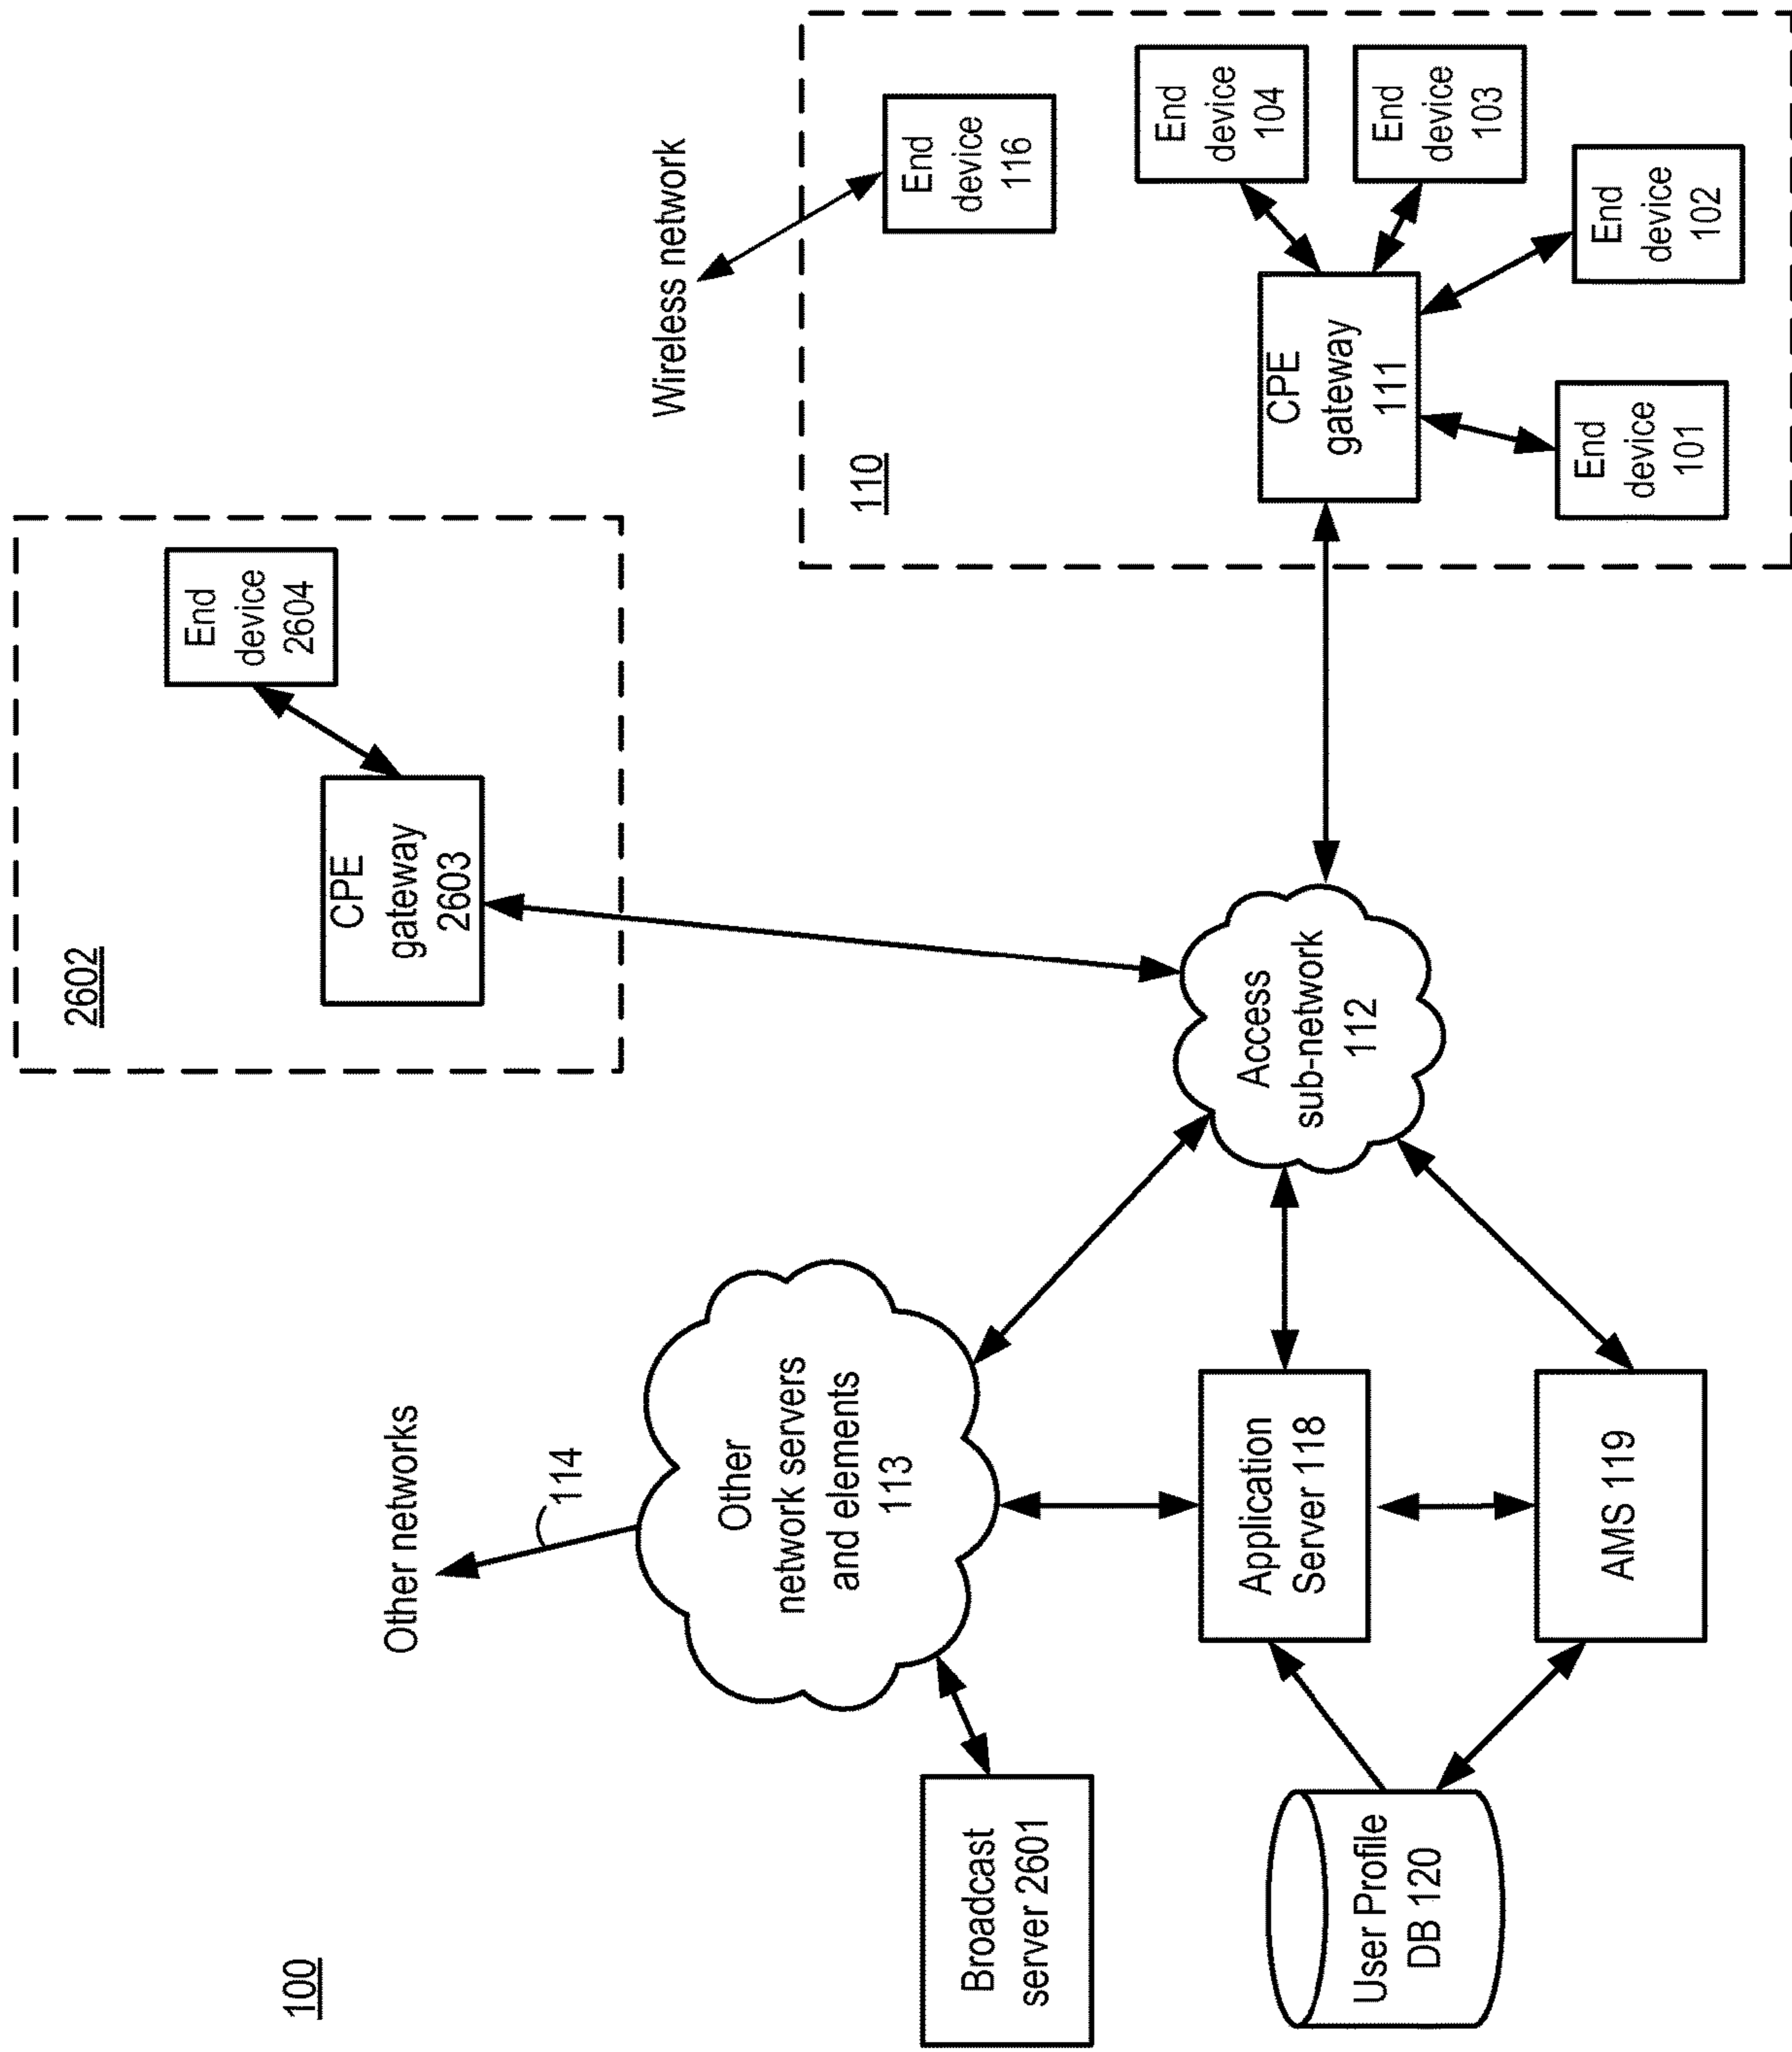 100
Other networks
114
Other
network servers
and elements
113
Broadcast
server 2601
User Profile
DB 120
Application
Server 118
AMS 119
Access
sub-network
112
2602
CPE
gateway
2603
End
device
2604
Wireless network
110
End
device
116
CPE
gateway
111
End
device
104
End
device
103
End
device
102
End
device
101